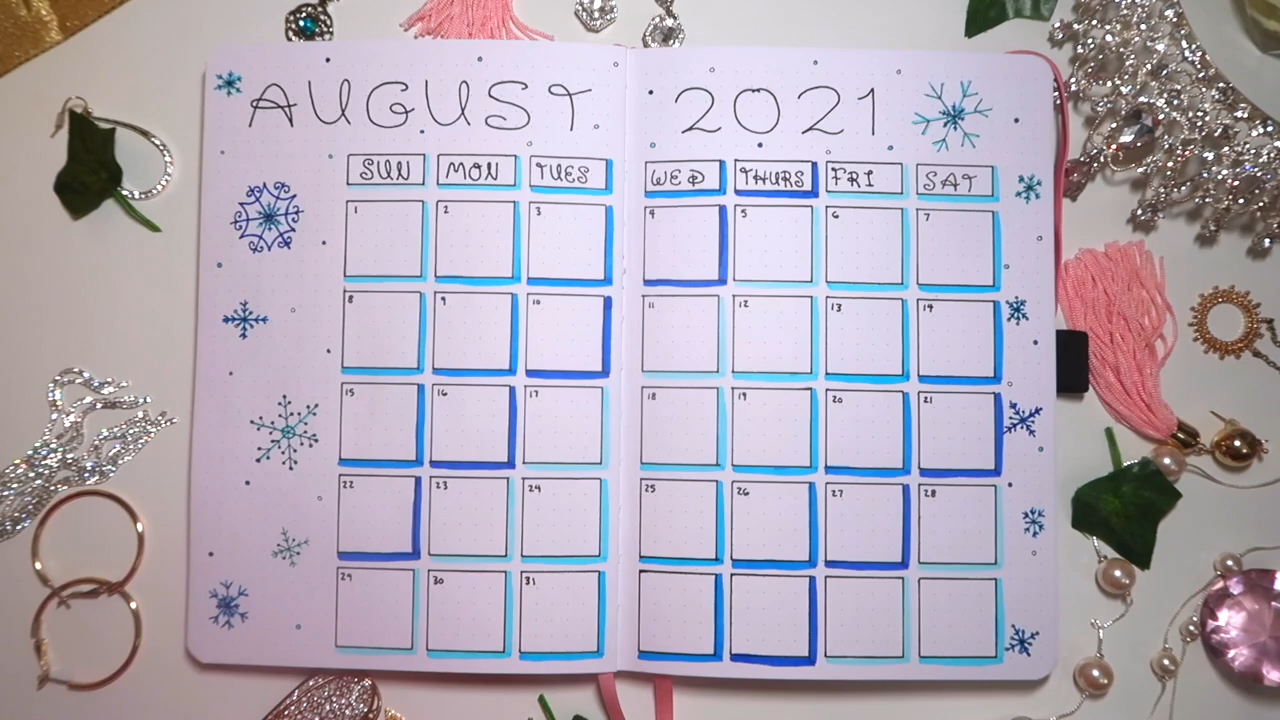 AUGUST 2021
SUN MON TUES WED THURS FRI SAT
1 2 3 4 5 6 7
8 9 10 11 12 13 14
15 16 17 18 19 20 21
22 23 24 25 26 27 28
29 30 31